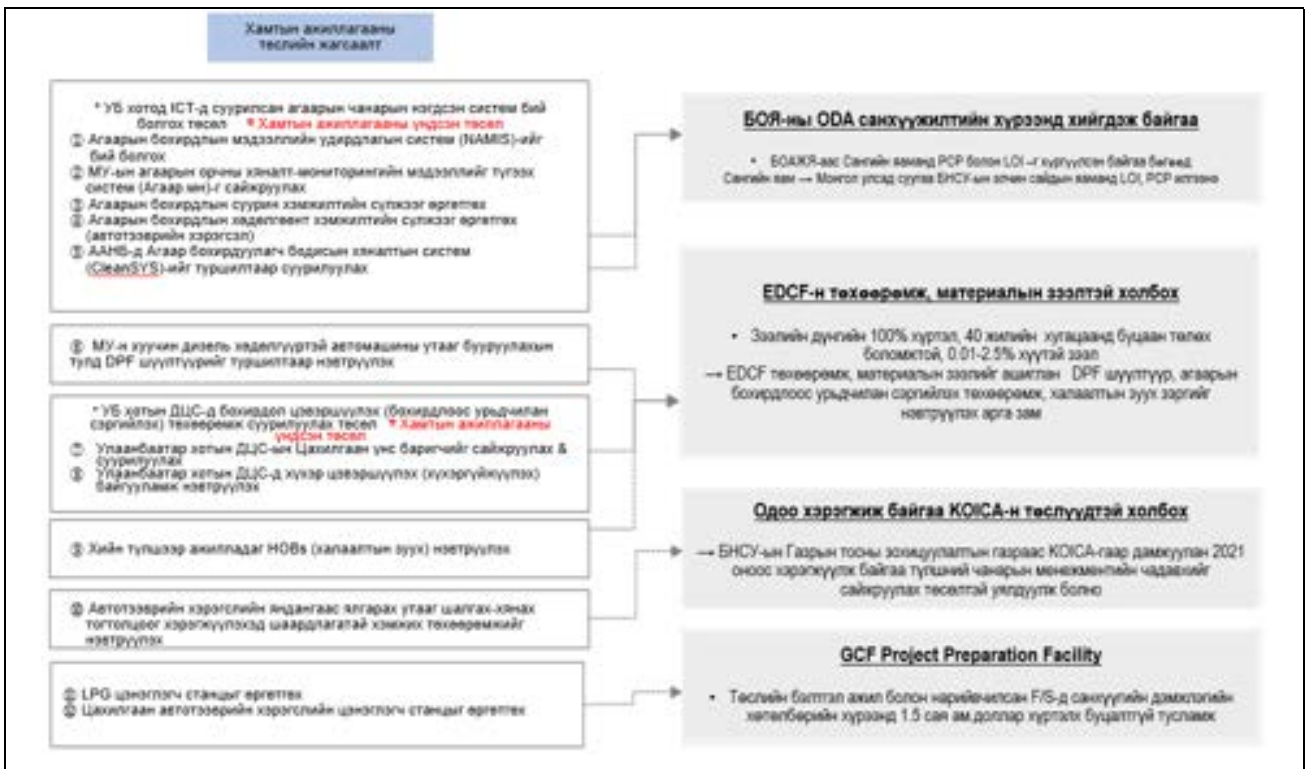 Хамтын ажиллагааны
төслийн жагсаалт
* УБ хотод ICT-д суурилсан агаарын чанарын нэгдсэн систем бий
болгох төсөл * Хамтын ажиллагааны үндсэн төсөл
① Агаарын бохирдлын мэдээллийн удирдлагын систем (NAMIS)-ийг
бий болгох
② МУ-ын агаарын орчны хяналт-мониторингийн мэдээллийг түгээх
систем (Агаар.мн)-г сайжруулах
③ Агаарын бохирдлын суурин хэмжилтийн сүлжээг өргөтгөх
④ Агаарын бохирдлын хөдөлгөөнт хэмжилтийн сүлжээг өргөтгөх
(автотээврийн хэрэгсэл)
⑤ ААНБ-д Агаар бохирдуулагч бодисын хяналтын систем
(CleanSYS)-ийг туршилтаар суурилуулах
⑥ МУ-н хуучин дизель хөдөлгүүртэй автомашины утааг бууруулахын
тулд DPF шүүлтүүрийг туршилтаар нэвтрүүлэх
* УБ хотын ДЦС-д бохирдол цэвэршүүлэх (бохирдлоос урьдчилан
сэргийлэх) төхөөрөмж суурилуулах төсөл * Хамтын ажиллагааны
үндсэн төсөл
⑦ Улаанбаатар хотын ДЦС-ын Цахилгаан үнс баригчийг сайжруулах &
суурилуулах
⑧ Улаанбаатар хотын ДЦС-д хүхэр цэвэршүүлэх (хүхэргүйжүүлэх)
байгууламж нэвтрүүлэх
⑨ Хийн түлшээр ажилладаг HOBs (халаалтын зуух) нэвтрүүлэх
⑩ Автотээврийн хэрэгслийн яндангаас ялгарах утааг шалгах-хянах
тогтолцоог хэрэгжүүлэхэд шаардлагатай хэмжих төхөөрөмжийг
нэвтрүүлэх
⑪ LPG цэнэглэгч станцыг өргөтгөх
⑫ Цахилгаан автотээврийн хэрэгслийн цэнэглэгч станцыг өргөтгөх
БОЯ-ны ODA санхүүжилтийн хүрээнд хийгдэж байгаа
• БОАЖЯ-аас Сангийн яаманд PCP болон LOI –г хүргүүлсэн байгаа бөгөөд
Сангийн яам → Монгол улсад суугаа БНСУ-ын элчин сайдын яаманд LOI, PCP илгээнэ
EDCF-н төхөөрөмж, материалын зээлтэй холбох
• Зээлийн дүнгийн 100% хүртэл, 40 жилийн хугацаанд буцаан төлөх
боломжтой, 0.01-2.5% хүүтэй зээл
→ EDCF төхөөрөмж, материалын зээлийг ашиглан DPF шүүлтүүр, агаарын
бохирдлоос урьдчилан сэргийлэх төхөөрөмж, халаалтын зуух зэргийг
нэвтрүүлэх арга зам
Одоо хэрэгжиж байгаа KOICA-н төслүүдтэй холбох
→ БНСУ-ын Газрын тосны зохицуулалтын газраас KOICA-гаар дамжуулан 2021
оноос хэрэгжүүлж байгаа түлшний чанарын менежментийн чадавхийг
сайжруулах төсөлтэй уялдуулж болно
GCF Project Preparation Facility
• Төслийн бэлтгэл ажил болон нарийвчилсан F/S-д санхүүгийн дэмжлэгийн
хөтөлбөрийн хүрээнд 1.5 сая ам.доллар хүртэлх буцалтгүй тусламж